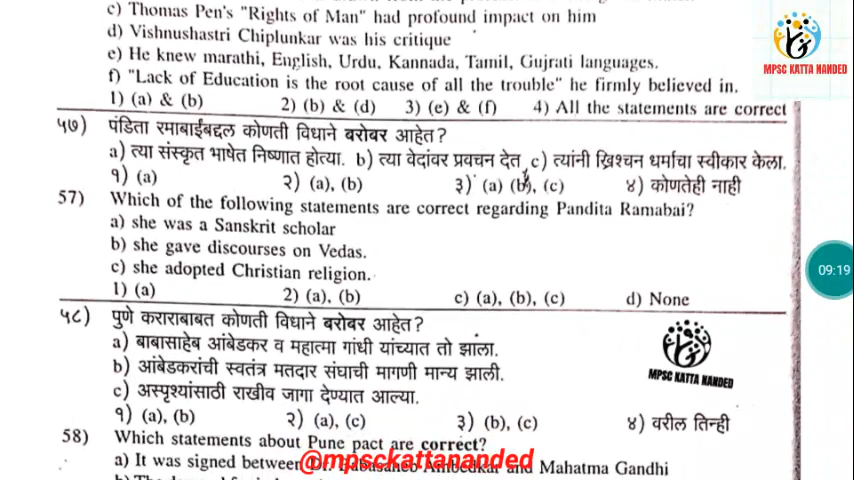 c) Thomas Pen's "Rights of Man" had profound impact on him
d) Vishnushastri Chiplunkar was his critique
e) He knew marathi, English, Urdu, Kannada, Tamil, Gujrati languages.
f) "Lack of Education is the root cause of all the trouble" he firmly believed in.
1) (a) & (b) 2) (b) & (d) 3) (e) & (f) 4) All the statements are correct
MPSC KATTA NANDED
५७) पंडिता रमाबाईंबद्दल कोणती विधाने बरोबर आहेत?
a) त्या संस्कृत भाषेत निष्णात होत्या. b) त्या वेदांवर प्रवचन देत c) त्यांनी ख्रिश्चन धर्माचा स्वीकार केला.
१) (a) २) (a), (b) ३) (a) (b), (c) ४) कोणतेही नाही
57) Which of the following statements are correct regarding Pandita Ramabai?
a) she was a Sanskrit scholar
b) she gave discourses on Vedas.
c) she adopted Christian religion.
1) (a) 2) (a), (b) c) (a), (b), (c) d) None
09:19
५८) पुणे कराराबाबत कोणती विधाने बरोबर आहेत?
a) बाबासाहेब आंबेडकर व महात्मा गांधी यांच्यात तो झाला.
b) आंबेडकरांची स्वतंत्र मतदार संघाची मागणी मान्य झाली.
c) अस्पृश्यांसाठी राखीव जागा देण्यात आल्या.
१) (a), (b) २) (a), (c) ३) (b), (c) ४) वरील तिन्ही
MPSC KATTA NANDED
58) Which statements about Pune pact are correct?
a) It was signed between and Mahatma Gandhi
@mpsckattananded